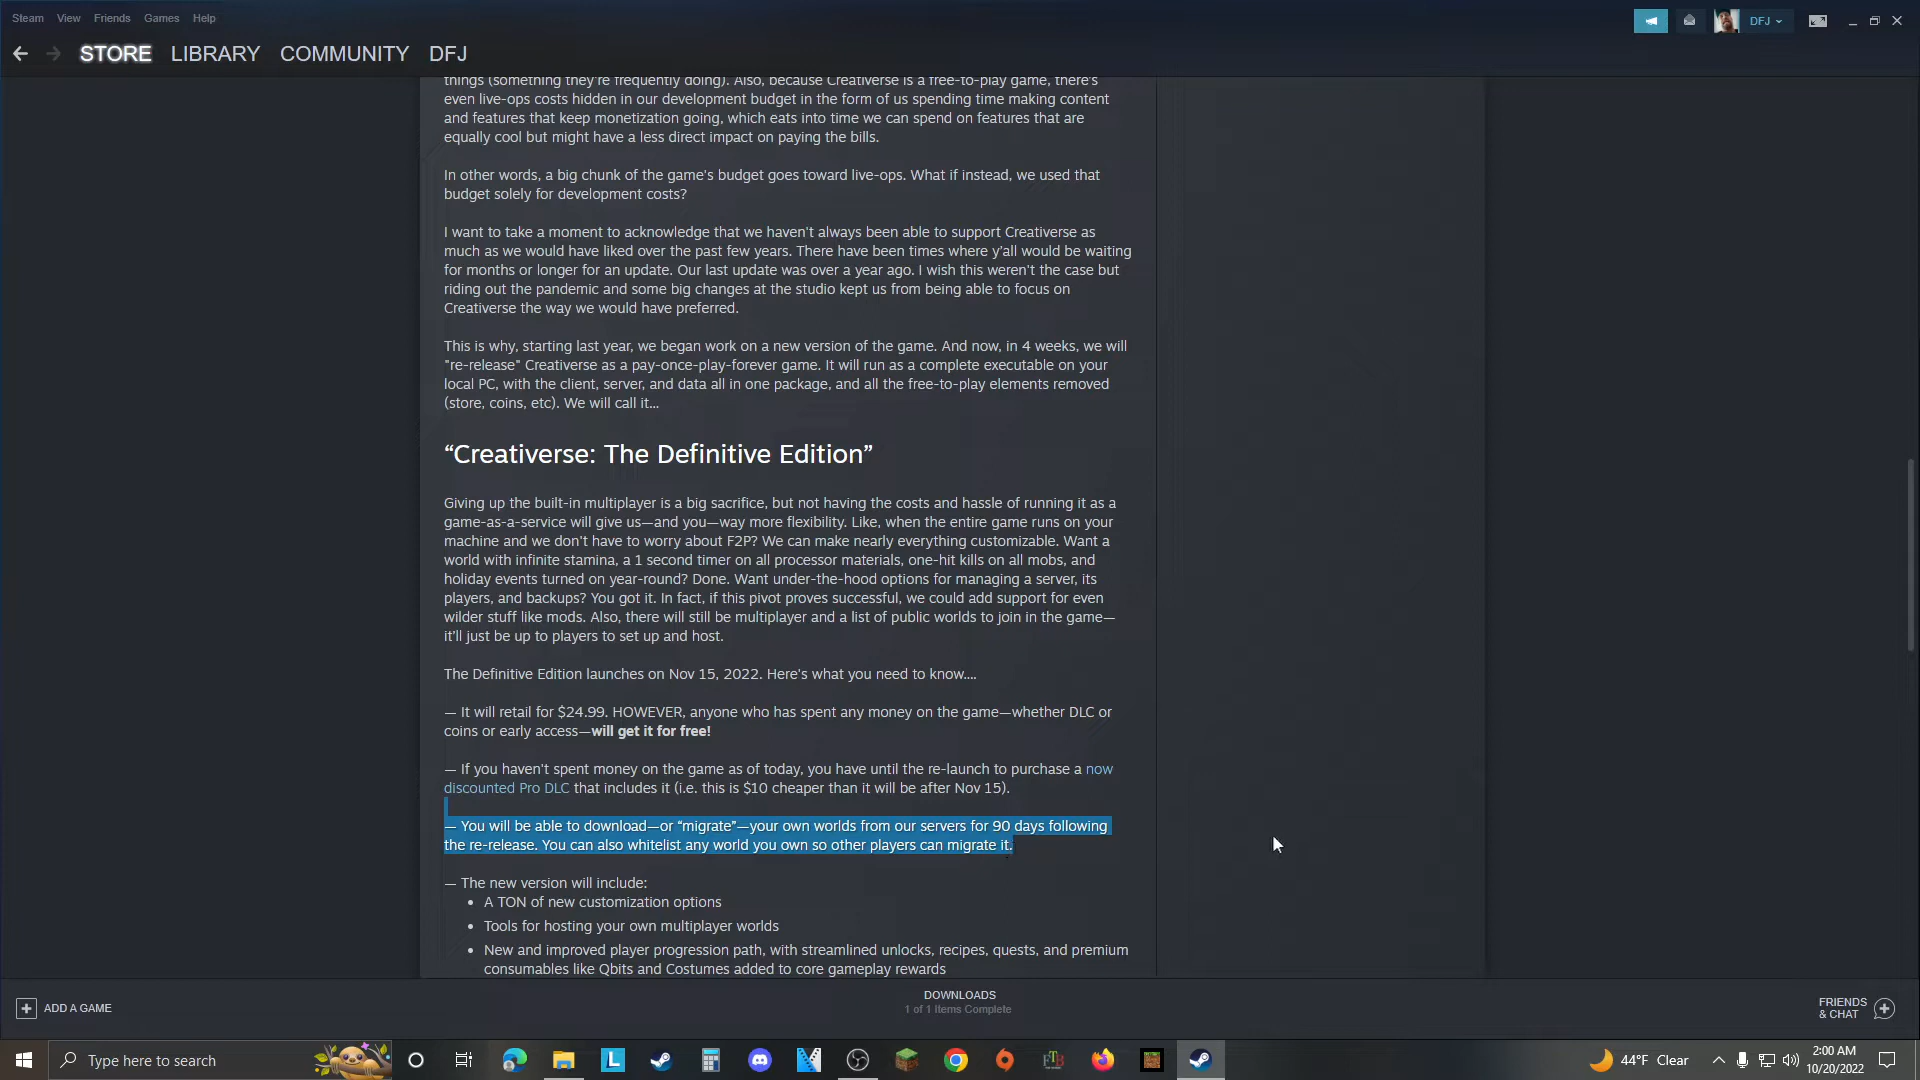 Steam View Friends Games Help
DFJ
STORE LIBRARY COMMUNITY DFJ
things (something they're frequently doing). Also, because Creativerse is a free-to-play game, there's
even live-ops costs hidden in our development budget in the form of us spending time making content
and features that keep monetization going, which eats into time we can spend on features that are
equally cool but might have a less direct impact on paying the bills.
In other words, a big chunk of the game's budget goes toward live-ops. What if instead, we used that
budget solely for development costs?
I want to take a moment to acknowledge that we haven't always been able to support Creativerse as
much as we would have liked over the past few years. There have been times where y'all would be waiting
for months or longer for an update. Our last update was over a year ago. I wish this weren't the case but
riding out the pandemic and some big changes at the studio kept us from being able to focus on
Creativerse the way we would have preferred.
This is why, starting last year, we began work on a new version of the game. And now, in 4 weeks, we will
"re-release" Creativerse as a pay-once-play-forever game. It will run as a complete executable on your
local PC, with the client, server, and data all in one package, and all the free-to-play elements removed
(store, coins, etc). We will call it...
“Creativerse: The Definitive Edition”
Giving up the built-in multiplayer is a big sacrifice, but not having the costs and hassle of running it as a
game-as-a-service will give us—and you—way more flexibility. Like, when the entire game runs on your
machine and we don't have to worry about F2P? We can make nearly everything customizable. Want a
world with infinite stamina, a 1 second timer on all processor materials, one-hit kills on all mobs, and
holiday events turned on year-round? Done. Want under-the-hood options for managing a server, its
players, and backups? You got it. In fact, if this pivot proves successful, we could add support for even
wilder stuff like mods. Also, there will still be multiplayer and a list of public worlds to join in the game—
it'll just be up to players to set up and host.
The Definitive Edition launches on Nov 15, 2022. Here's what you need to know....
— It will retail for $24.99. HOWEVER, anyone who has spent any money on the game—whether DLC or
coins or early access—will get it for free!
— If you haven't spent money on the game as of today, you have until the re-launch to purchase a now
discounted Pro DLC that includes it (i.e. this is $10 cheaper than it will be after Nov 15).
— You will be able to download—or “migrate”—your own worlds from our servers for 90 days following
the re-release. You can also whitelist any world you own so other players can migrate it.
— The new version will include:
• A TON of new customization options
• Tools for hosting your own multiplayer worlds
• New and improved player progression path, with streamlined unlocks, recipes, quests, and premium
consumables like Qbits and Costumes added to core gameplay rewards
ADD A GAME
DOWNLOADS
1 of 1 Items Complete
FRIENDS
& CHAT
Type here to search
L
FTB
44°F Clear
2:00 AM
10/20/2022